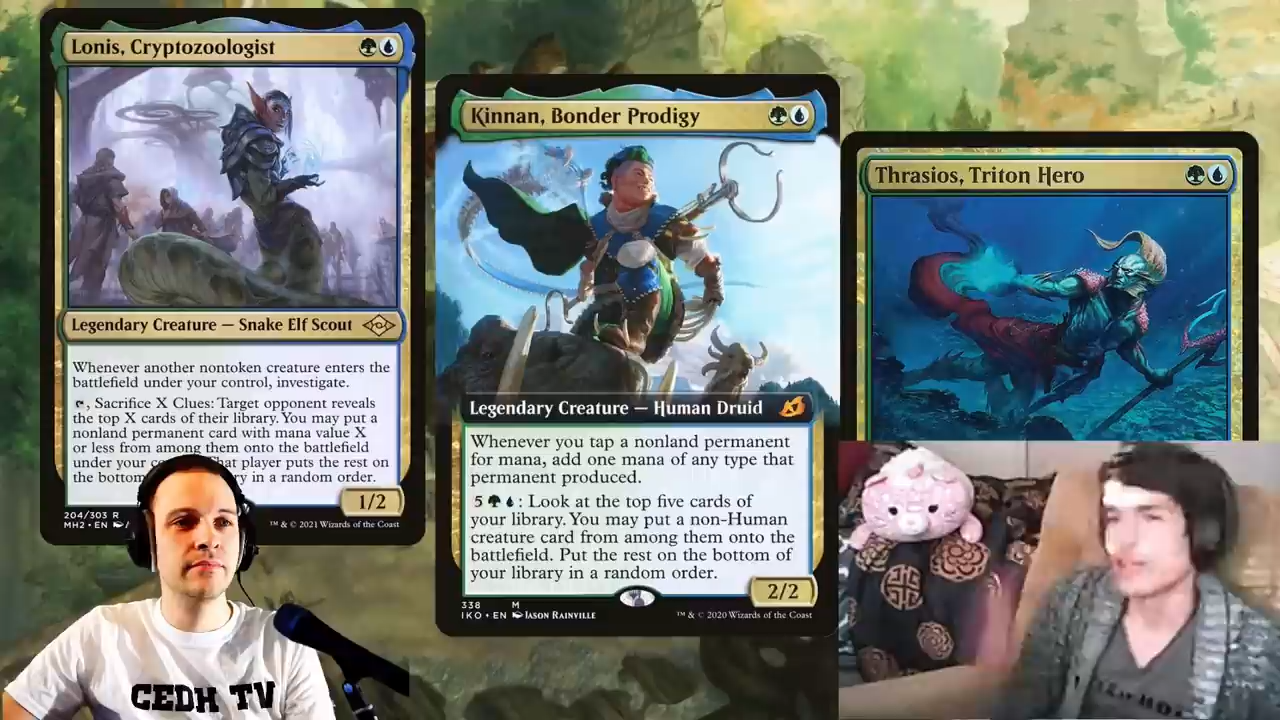 Lonis, Cryptozoologist
Legendary Creature — Snake Elf Scout
Whenever another nontoken creature enters the
battlefield under your control, investigate.
, Sacrifice X Clues: Target opponent reveals
the top X cards of their library. You may put a
nonland permanent card with mana value X
or less from among them onto the battlefield
under your That player puts the rest on
the bottom in a random order.
1/2
204/303 R
MH2 • EN
™ & © 2021 Wizards of the Coast
Kinnan, Bonder Prodigy
Legendary Creature — Human Druid
Whenever you tap a nonland permanent
for mana, add one mana of any type that
permanent produced.
5 : Look at the top five cards of
your library. You may put a non-Human
creature card from among them onto the
battlefield. Put the rest on the bottom of
your library in a random order.
2/2
338 M
IKO • EN Jason Rainville
™ & © 2020 Wizards of the Coast
Thrasios, Triton Hero
CEDH TV